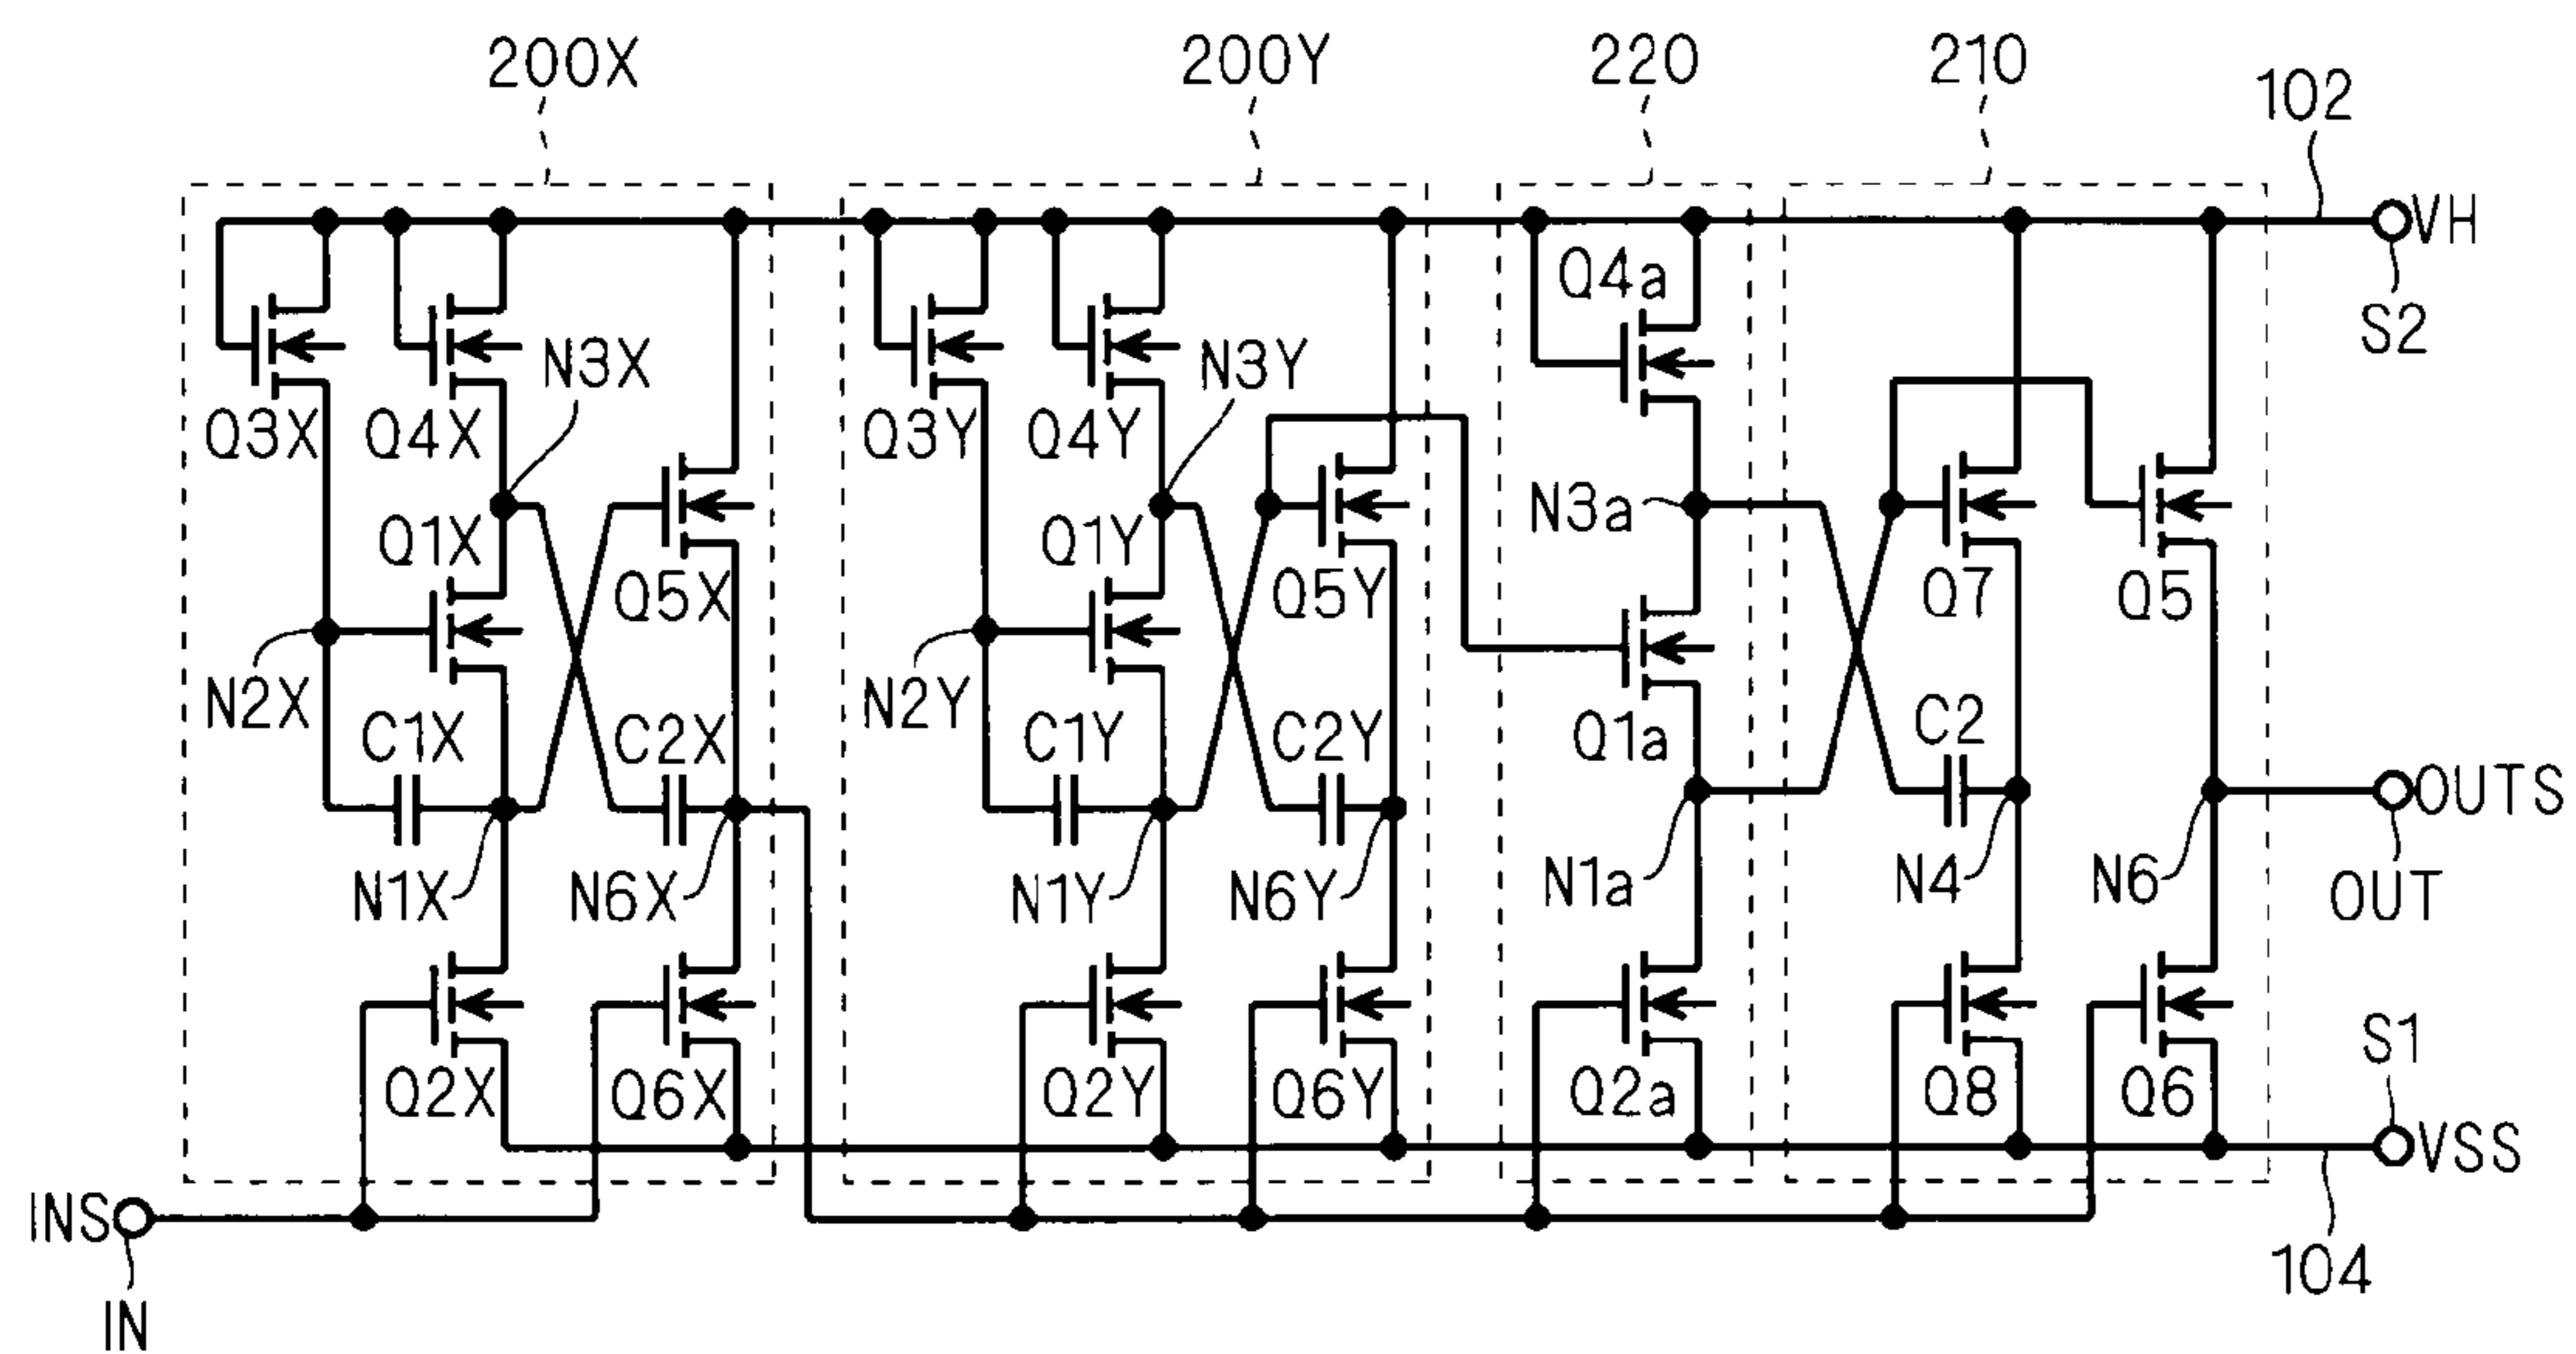 200X 200Y 220 210 102
VH
Q4a
S2
N3X N3Y
Q3X Q4X Q3Y Q4Y
N3a
Q1X Q1Y
Q5X Q5Y Q7 Q5
N2X N2Y
C1X C2X C1Y C2Y Q1a C2
OUTS
N1X N6X N1Y N6Y N1a N4 N6 OUT
S1
Q2X Q6X Q2Y Q6Y Q2a Q8 Q6
VSS
INS
104
IN